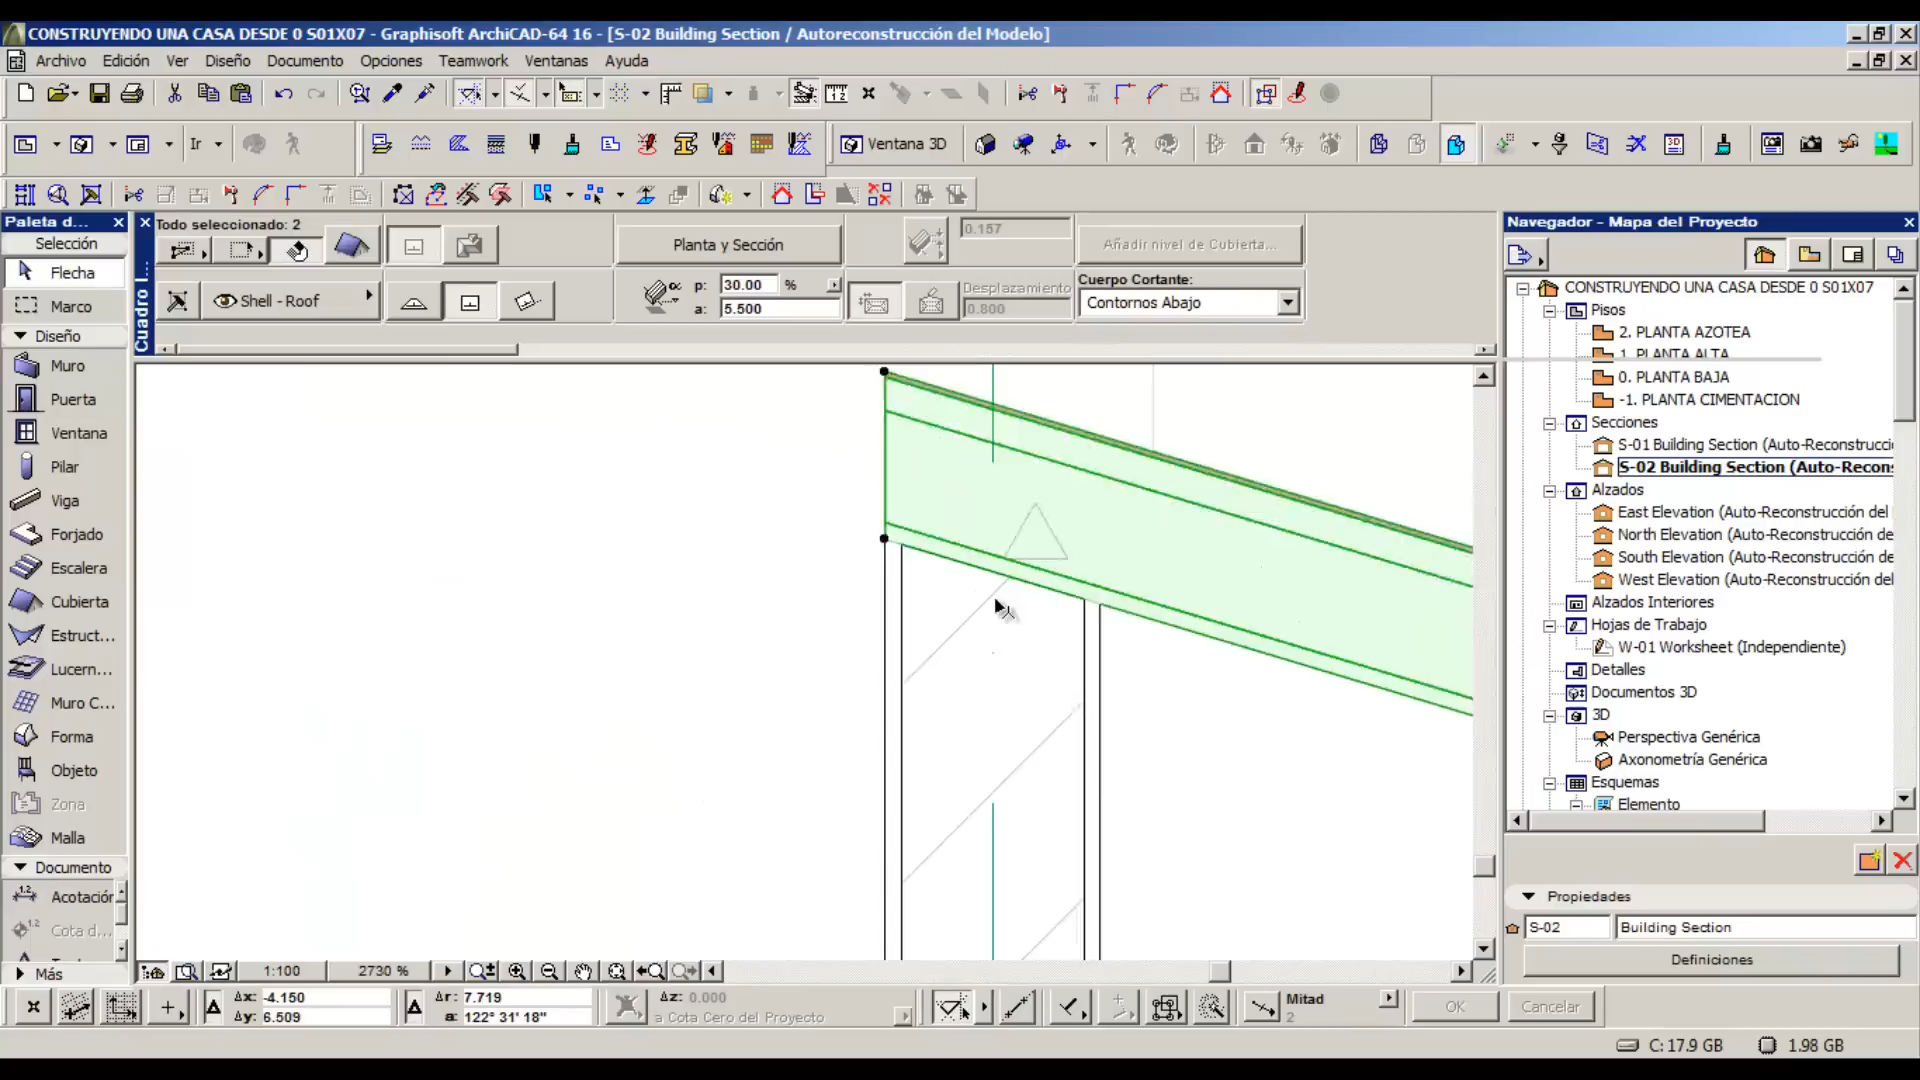 CONSTRUYENDO UNA CASA DESDE 0 S01X07 - Graphisoft ArchiCAD-64 16 - [S-02 Building Section / Autoreconstrucción del Modelo]
Archivo Edición Ver Diseño Documento Opciones Teamwork Ventanas Ayuda
Ir
Ventana 3D
Paleta d...
Selección
Flecha
Marco
Diseño
Muro
Puerta
Ventana
Pilar
Viga
Forjado
Escalera
Cubierta
Estruct...
Lucern...
Muro C...
Forma
Objeto
Zona
Malla
Documento
Acotación
Cota d...
Más
Cuadro I...
Todo seleccionado: 2
Shell - Roof
Planta y Sección
p: 30.00 %
a: 5.500
0.157
Desplazamiento
0.800
Añadir nivel de Cubierta...
Cuerpo Cortante:
Contornos Abajo
Navegador - Mapa del Proyecto
CONSTRUYENDO UNA CASA DESDE 0 S01X07
Pisos
2. PLANTA AZOTEA
1. PLANTA ALTA
0. PLANTA BAJA
-1. PLANTA CIMENTACION
Secciones
S-01 Building Section (Auto-Reconstrucci
S-02 Building Section (Auto-Recons
Alzados
East Elevation (Auto-Reconstrucción del
North Elevation (Auto-Reconstrucción de
South Elevation (Auto-Reconstrucción de
West Elevation (Auto-Reconstrucción del
Alzados Interiores
Hojas de Trabajo
W-01 Worksheet (Independiente)
Detalles
Documentos 3D
3D
Perspectiva Genérica
Axonometría Genérica
Esquemas
Elemento
Propiedades
S-02 Building Section
Definiciones
1:100 2730 %
Δx: -4.150
Δy: 6.509
Δr: 7.719
a: 122° 31' 18"
Δz: 0.000
a Cota Cero del Proyecto
Mitad
2
OK Cancelar
C: 17.9 GB 1.98 GB